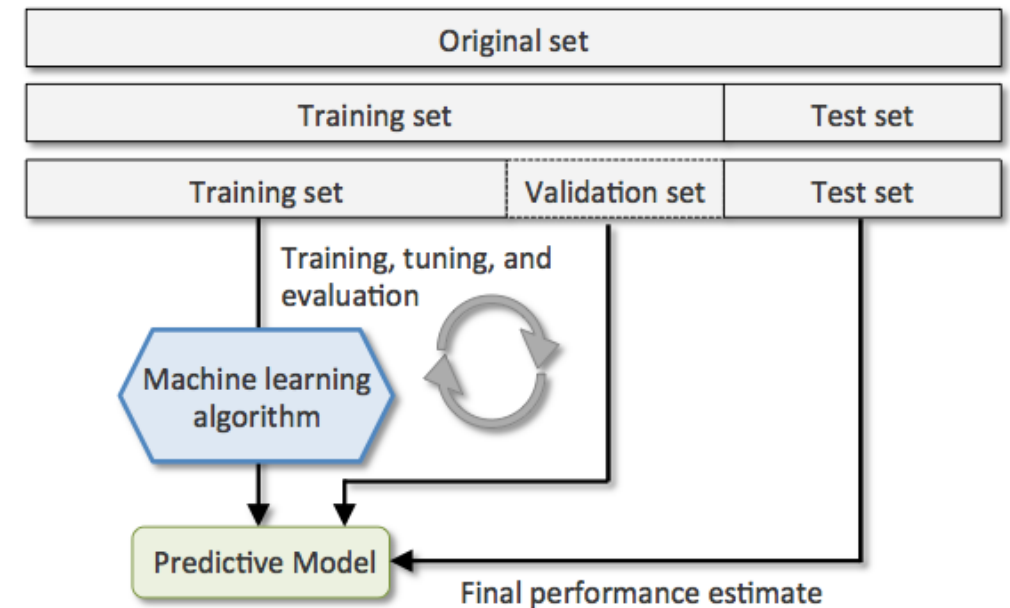 Original set
Training set
Test set
Training set
Validation set
Test set
Training, tuning, and
evaluation
Machine learning
algorithm
Predictive Model
Final performance estimate